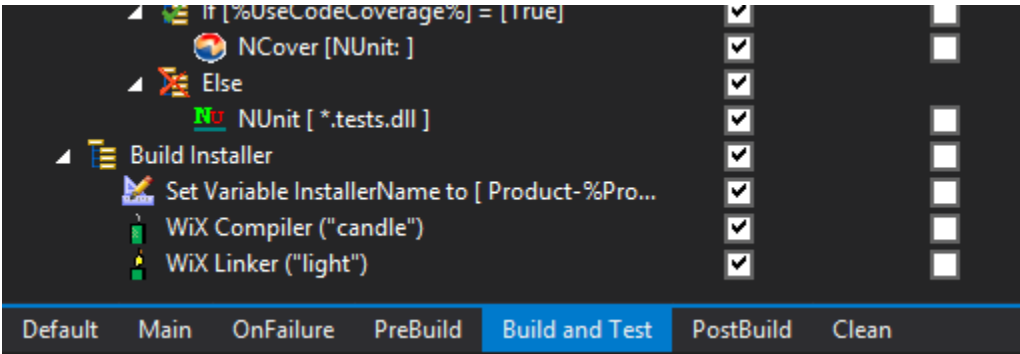 If [%UseCodeCoverage%] = [True]
NCover [NUnit: ]
Else
NU NUnit [ *.tests.dll ]
Build Installer
Set Variable InstallerName to [ Product-%Pro...
WiX Compiler ("candle")
WiX Linker ("light")
Default Main OnFailure PreBuild Build and Test PostBuild Clean